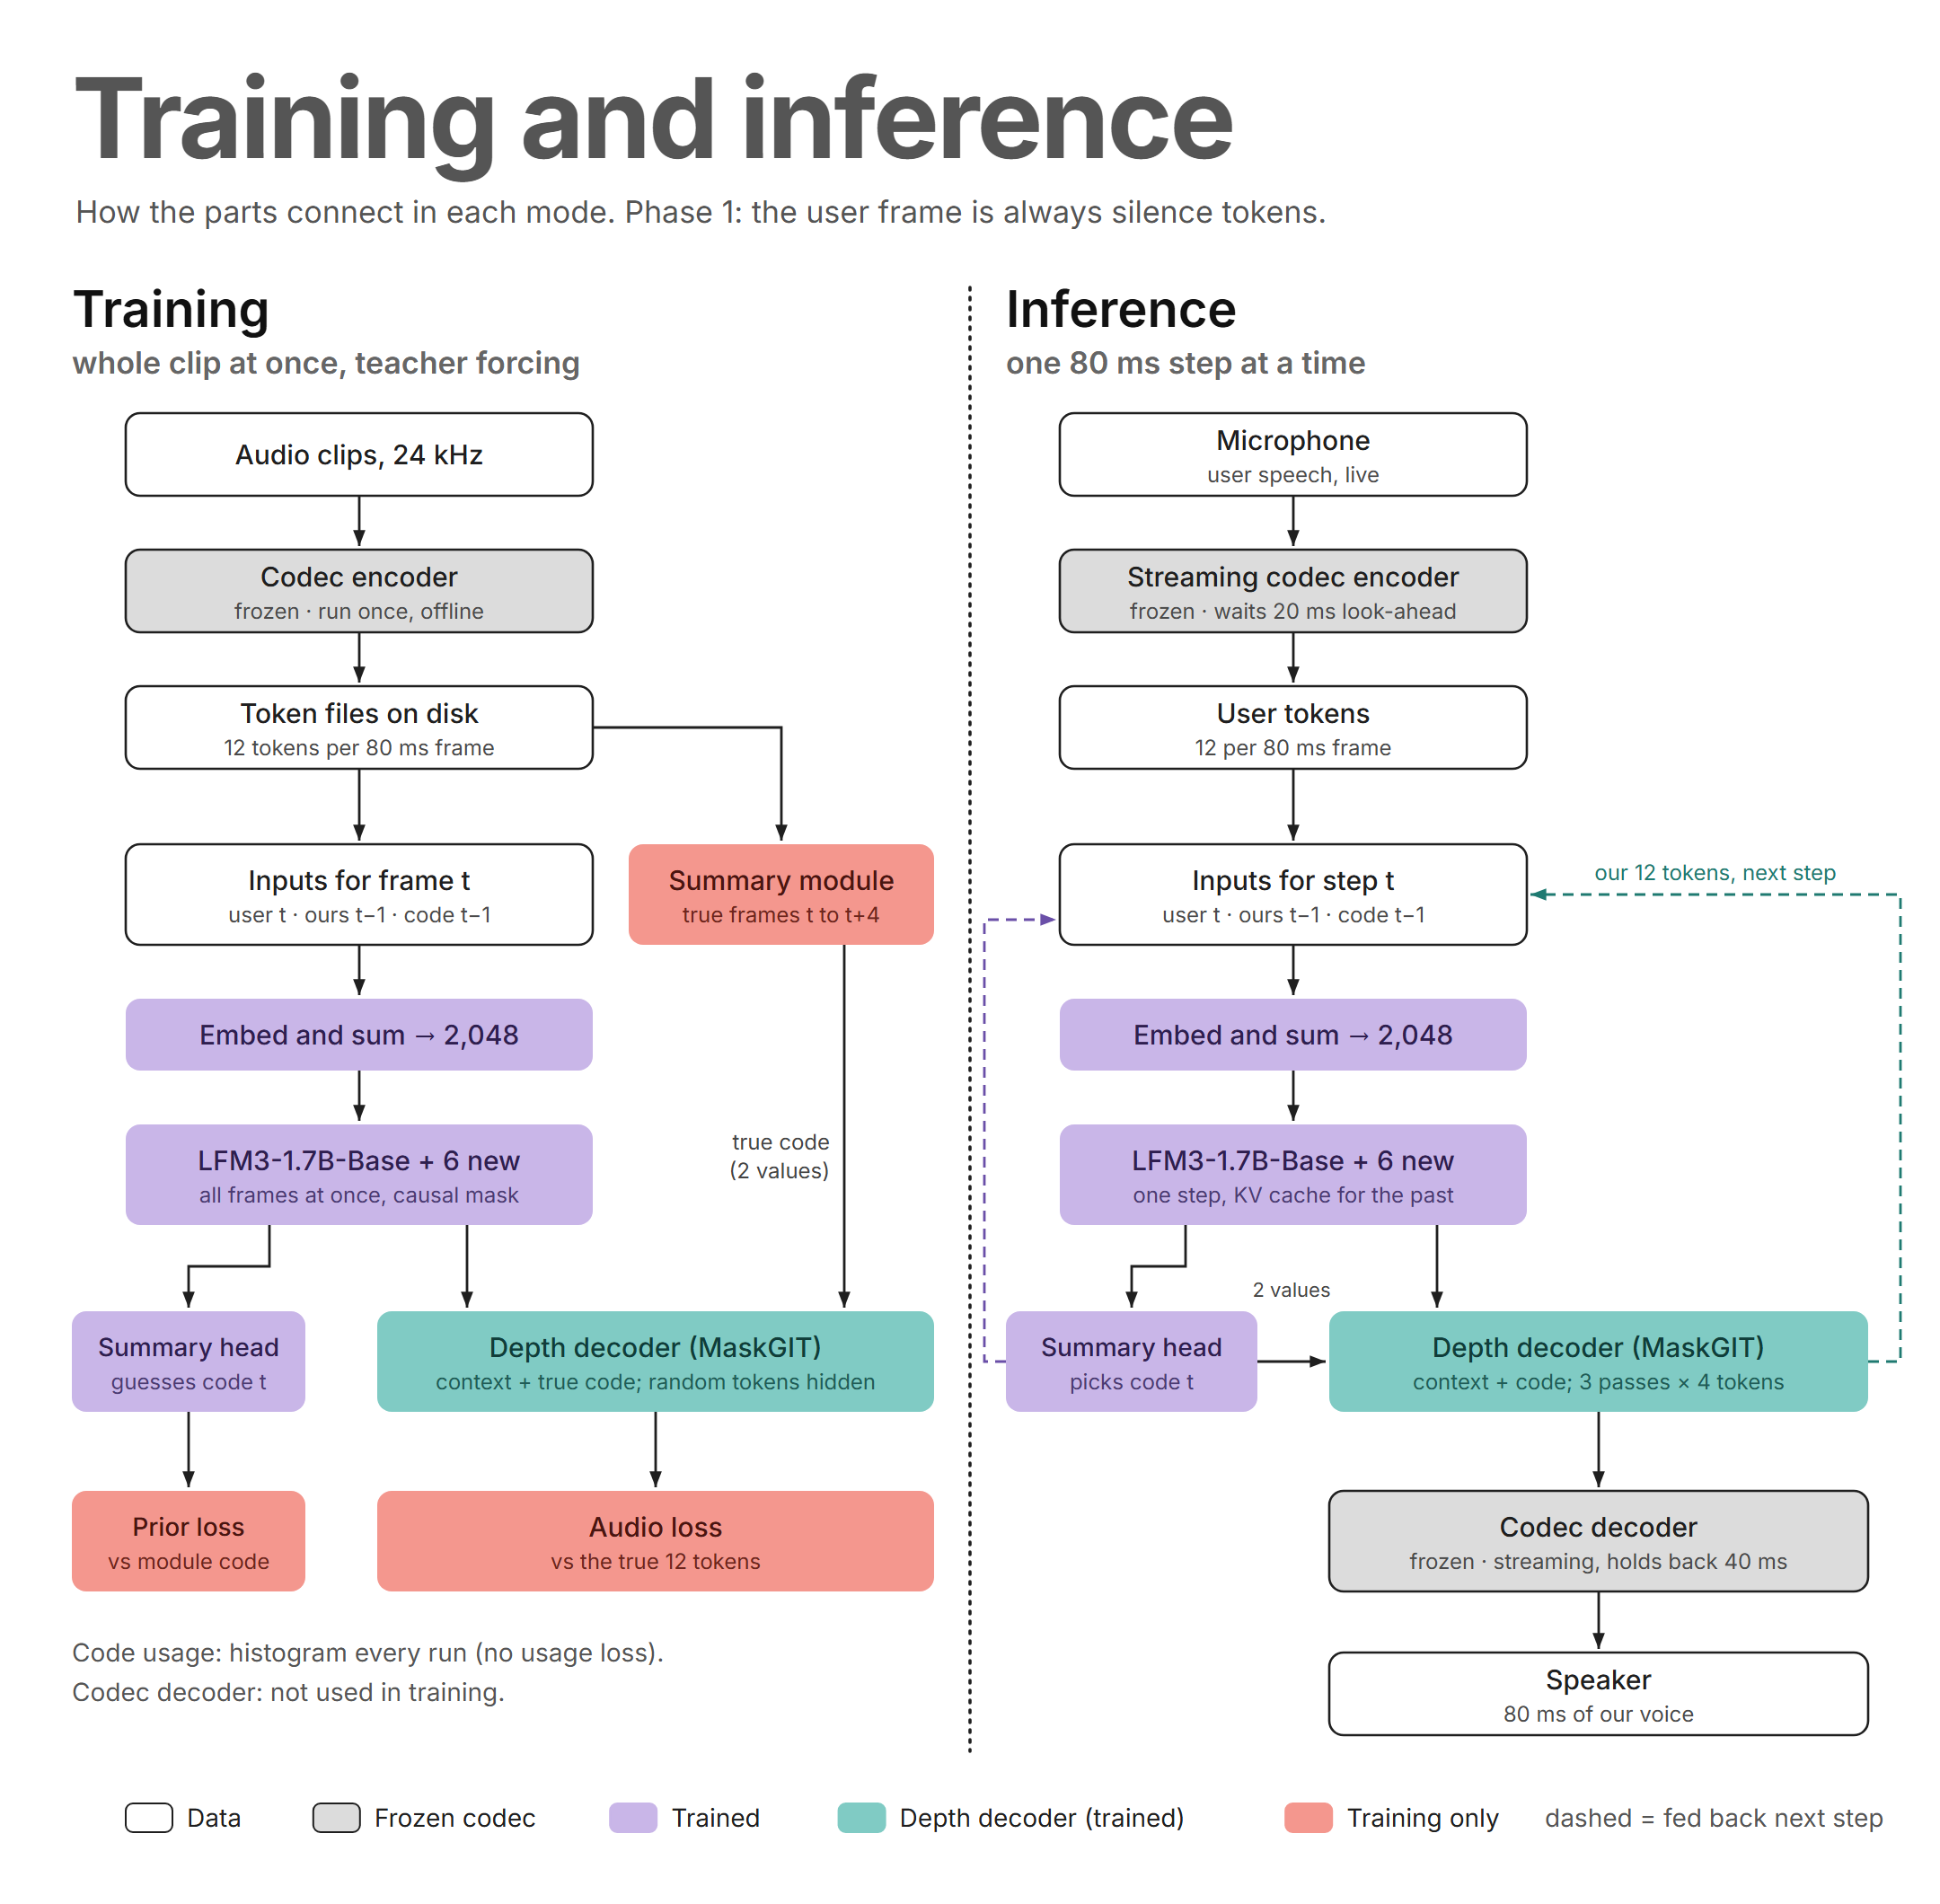 Training and inference
How the parts connect in each mode. Phase 1: the user frame is always silence tokens.
Training
whole clip at once, teacher forcing
Audio clips, 24 kHz
Codec encoder
frozen · run once, offline
Token files on disk
12 tokens per 80 ms frame
Inputs for frame t
user t · ours t−1 · code t−1
Summary module
true frames t to t+4
Embed and sum → 2,048
LFM3-1.7B-Base + 6 new
all frames at once, causal mask
true code
(2 values)
Summary head
guesses code t
Depth decoder (MaskGIT)
context + true code; random tokens hidden
Prior loss
vs module code
Audio loss
vs the true 12 tokens
Code usage: histogram every run (no usage loss).
Codec decoder: not used in training.
Inference
one 80 ms step at a time
Microphone
user speech, live
Streaming codec encoder
frozen · waits 20 ms look-ahead
User tokens
12 per 80 ms frame
Inputs for step t
user t · ours t−1 · code t−1
our 12 tokens, next step
Embed and sum → 2,048
LFM3-1.7B-Base + 6 new
one step, KV cache for the past
2 values
Summary head
picks code t
Depth decoder (MaskGIT)
context + code; 3 passes × 4 tokens
Codec decoder
frozen · streaming, holds back 40 ms
Speaker
80 ms of our voice
Data
Frozen codec
Trained
Depth decoder (trained)
Training only
dashed = fed back next step